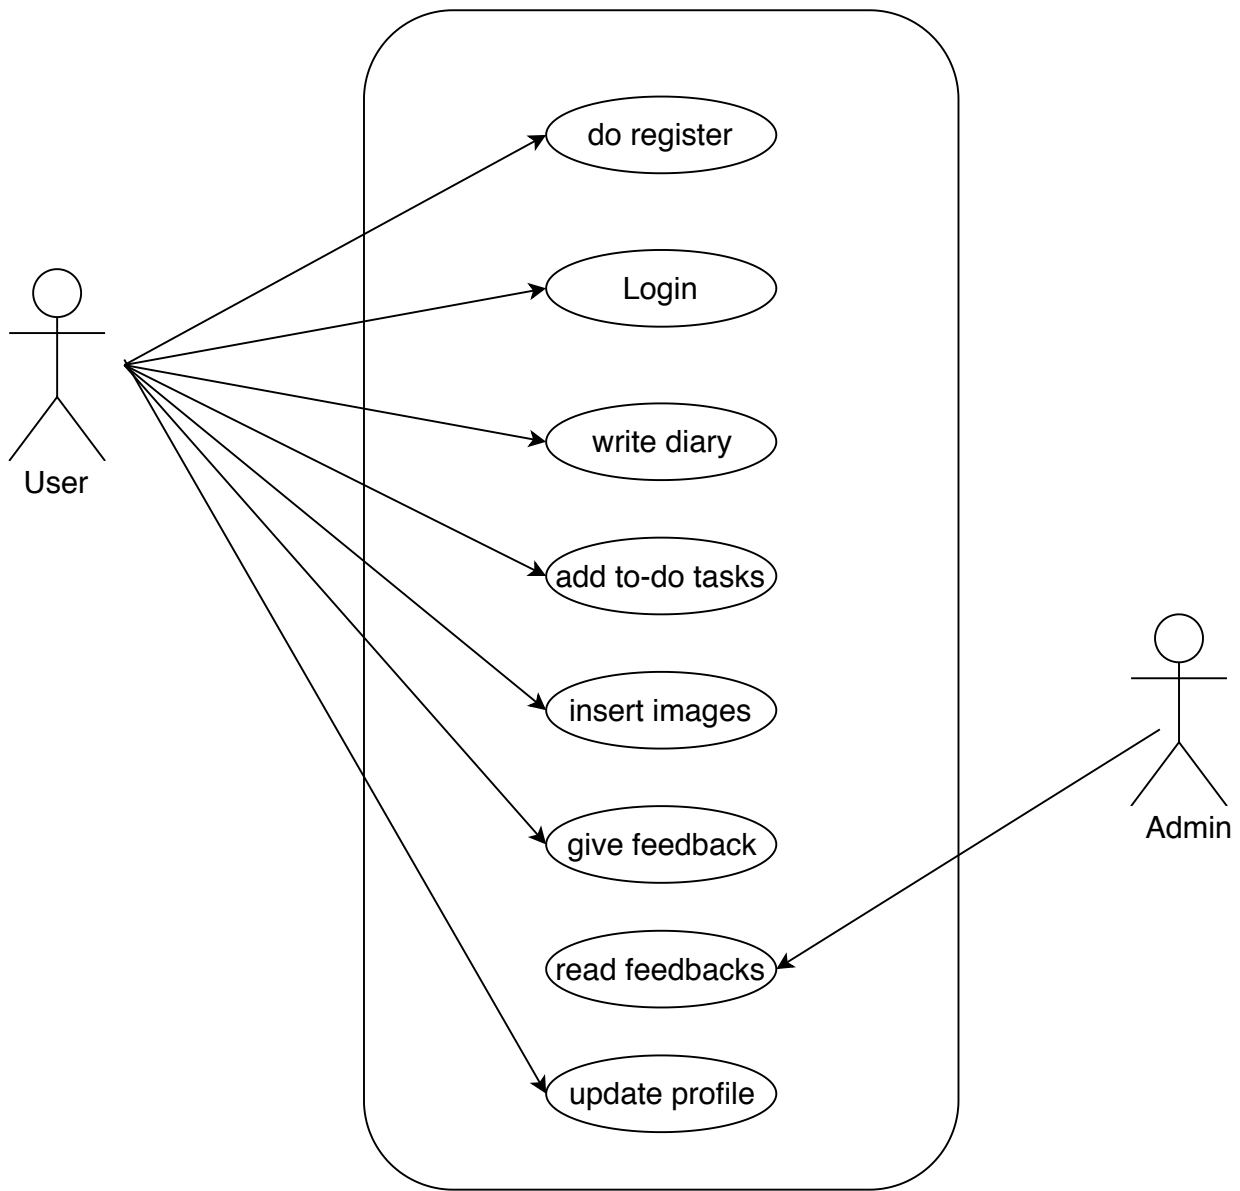 do register
Login
write diary
User
add to-do tasks
insert images
Admin
give feedback
read feedbacks
update profile